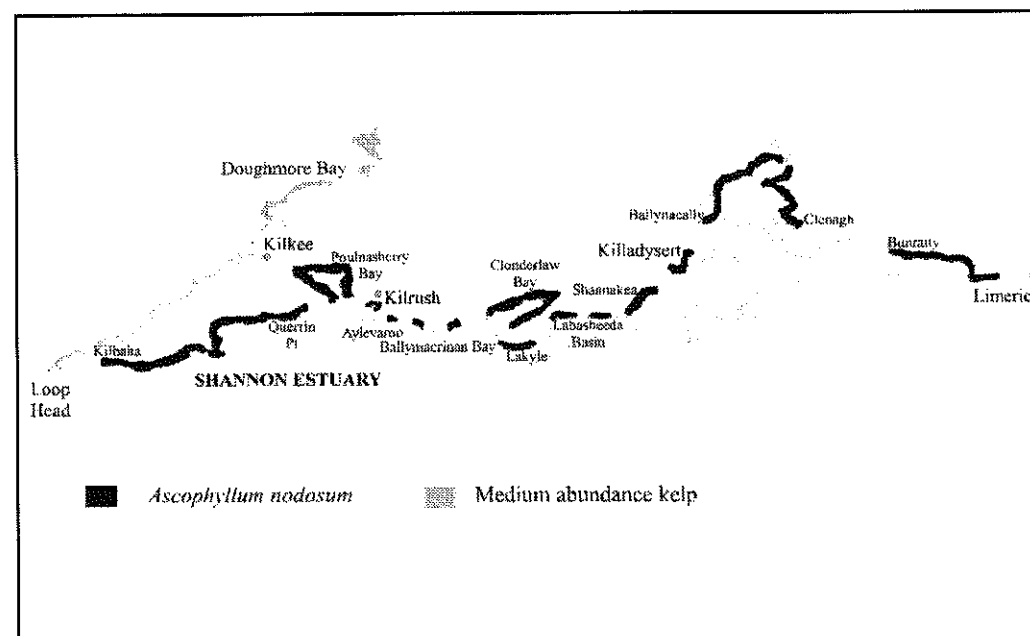 Doughmore Bay
Ballynacally
Clenagh
Kilkee
Poulnasherry
Bay
Killadysert
Bunratty
Clonderlaw
Bay
Shannakea
Limeric
Kilrush
Querrin
Pt
Aylevarno
Labasheeda
Basin
Ballymacrinan Bay
Kilbaha
Lakyle
Loop
Head
SHANNON ESTUARY
Ascophyllum nodosum
Medium abundance kelp